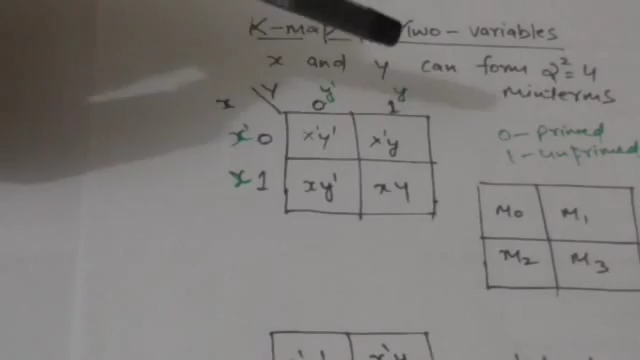 K-map Two-variables
x and y can form 2²=4
minterms
y y' y
x 0 1
x' 0 x'y' x'y
x 1 xy' xy
0-primed
1-unprimed
m0 m1
m2 m3
x'y